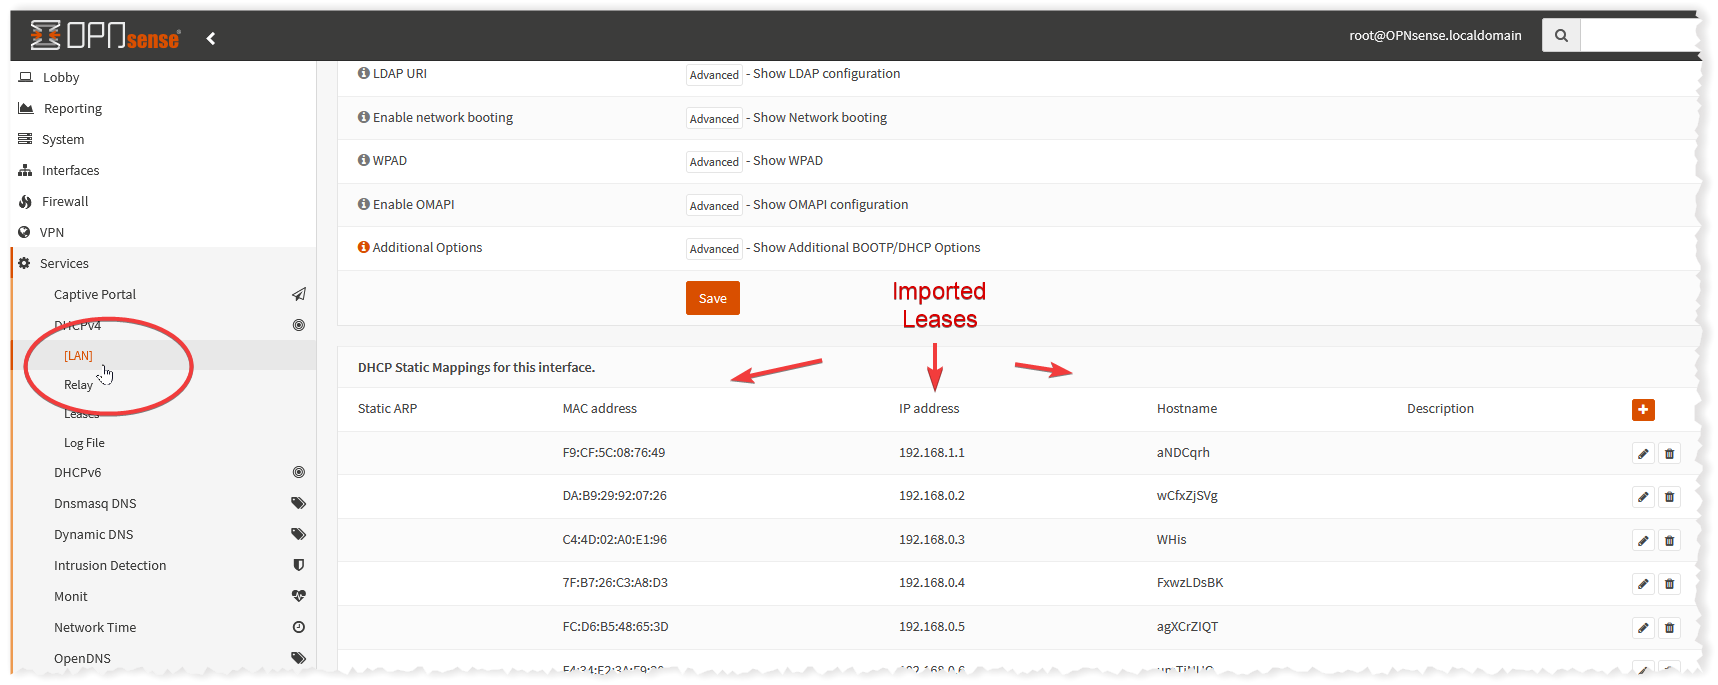 OPNsense
root@OPNsense.localdomain
Lobby
Reporting
System
Interfaces
Firewall
VPN
Services
Captive Portal
DHCPv4
[LAN]
Relay
Leases
Log File
DHCPv6
Dnsmasq DNS
Dynamic DNS
Intrusion Detection
Monit
Network Time
OpenDNS
LDAP URI Advanced - Show LDAP configuration
Enable network booting Advanced - Show Network booting
WPAD Advanced - Show WPAD
Enable OMAPI Advanced - Show OMAPI configuration
Additional Options Advanced - Show Additional BOOTP/DHCP Options
Save
Imported
Leases
DHCP Static Mappings for this interface.
Static ARP MAC address IP address Hostname Description
F9:CF:5C:08:76:49 192.168.1.1 aNDCqrh
DA:B9:29:92:07:26 192.168.0.2 wCfxZjSVg
C4:4D:02:A0:E1:96 192.168.0.3 WHis
7F:B7:26:C3:A8:D3 192.168.0.4 FxwzLDsBK
FC:D6:B5:48:65:3D 192.168.0.5 agXCrZIQT
192.168.0.6